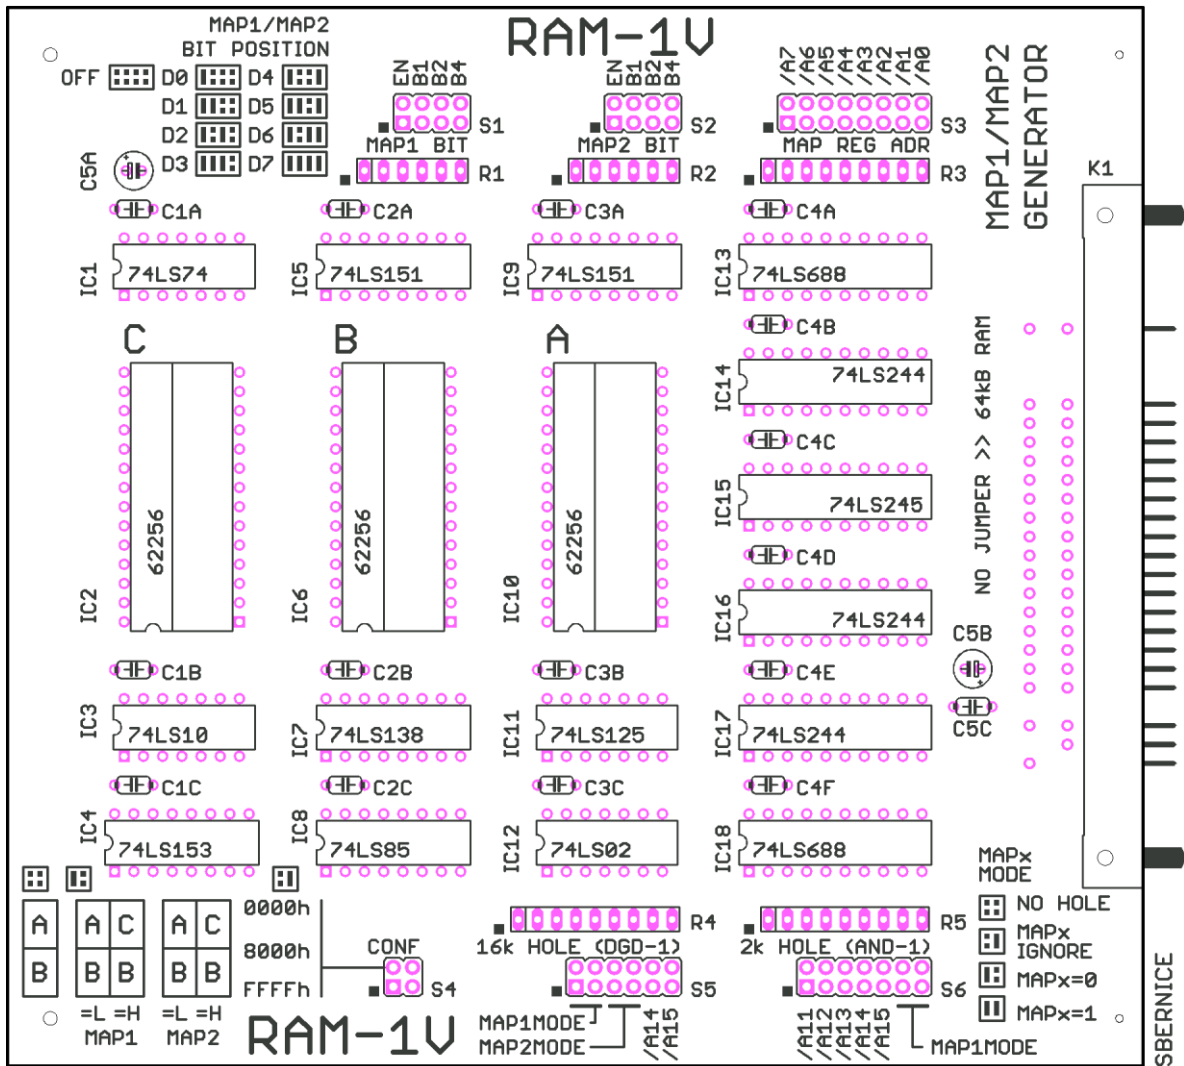 MAP1/MAP2
BIT POSITION
OFF D0 D4
D1 D5
D2 D6
D3 D7
RAM-1V
EN B1 B2 B4
S1
MAP1 BIT
R1
EN B1 B2 B4
S2
MAP2 BIT
R2
/A7 /A6 /A5 /A4 /A3 /A2 /A1 /A0
S3
MAP REG ADR
R3
MAP1/MAP2
GENERATOR
K1
C5A
C1A
C2A
C3A
C4A
IC1
74LS74
IC5
74LS151
IC9
74LS151
IC13
74LS688
C4B
C
B
A
IC14
74LS244
C4C
IC15
74LS245
C4D
IC16
74LS244
NO JUMPER >> 64kB RAM
IC2
62256
IC6
62256
IC10
62256
C5B
C5C
C1B
C2B
C3B
C4E
IC3
74LS10
IC7
74LS138
IC11
74LS125
IC17
74LS244
C1C
C2C
C3C
C4F
IC4
74LS153
IC8
74LS85
IC12
74LS02
IC18
74LS688
A
B
A C
B B
A C
B B
=L =H
MAP1
=L =H
MAP2
0000h
8000h
FFFFh
CONF
S4
RAM-1V
R4
16k HOLE (DGD-1)
S5
MAP1MODE
MAP2MODE
/A14
/A15
R5
2k HOLE (AND-1)
S6
/A11
/A12
/A13
/A14
/A15
MAP1MODE
MAPx
MODE
NO HOLE
MAPx
IGNORE
MAPx=0
MAPx=1
SBERNICE